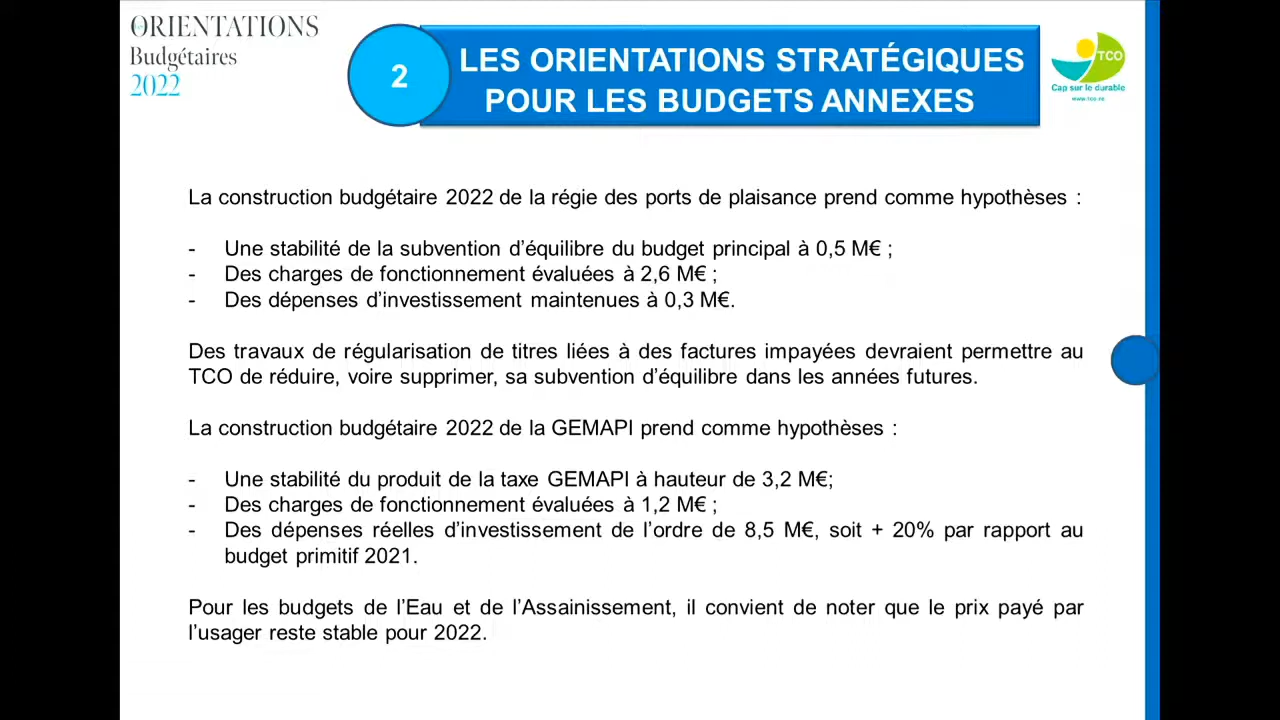 ORIENTATIONS
Budgétaires
2022
2
LES ORIENTATIONS STRATÉGIQUES
POUR LES BUDGETS ANNEXES
TCO
Cap sur le durable
www.tco.re
La construction budgétaire 2022 de la régie des ports de plaisance prend comme hypothèses :
- Une stabilité de la subvention d’équilibre du budget principal à 0,5 M€ ;
- Des charges de fonctionnement évaluées à 2,6 M€ ;
- Des dépenses d’investissement maintenues à 0,3 M€.
Des travaux de régularisation de titres liées à des factures impayées devraient permettre au
TCO de réduire, voire supprimer, sa subvention d’équilibre dans les années futures.
La construction budgétaire 2022 de la GEMAPI prend comme hypothèses :
- Une stabilité du produit de la taxe GEMAPI à hauteur de 3,2 M€;
- Des charges de fonctionnement évaluées à 1,2 M€ ;
- Des dépenses réelles d’investissement de l’ordre de 8,5 M€, soit + 20% par rapport au
budget primitif 2021.
Pour les budgets de l’Eau et de l’Assainissement, il convient de noter que le prix payé par
l’usager reste stable pour 2022.